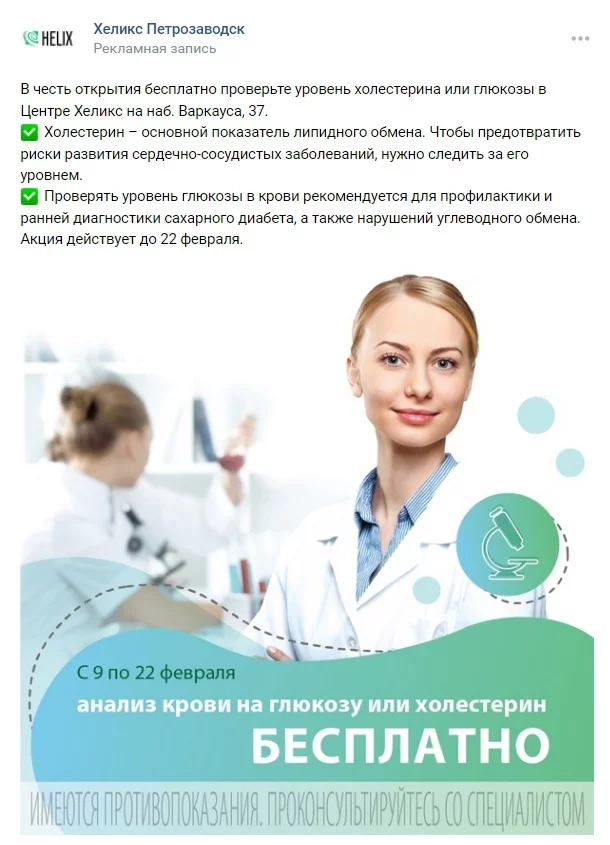 HELIX
Хеликс Петрозаводск
Рекламная запись
В честь открытия бесплатно проверьте уровень холестерина или глюкозы в
Центре Хеликс на наб. Варкауса, 37.
✅ Холестерин – основной показатель липидного обмена. Чтобы предотвратить
риски развития сердечно-сосудистых заболеваний, нужно следить за его
уровнем.
✅ Проверять уровень глюкозы в крови рекомендуется для профилактики и
ранней диагностики сахарного диабета, а также нарушений углеводного обмена.
Акция действует до 22 февраля.
С 9 по 22 февраля
анализ крови на глюкозу или холестерин
БЕСПЛАТНО
ИМЕЮТСЯ ПРОТИВОПОКАЗАНИЯ. ПРОКОНСУЛЬТИРУЙТЕСЬ СО СПЕЦИАЛИСТОМ